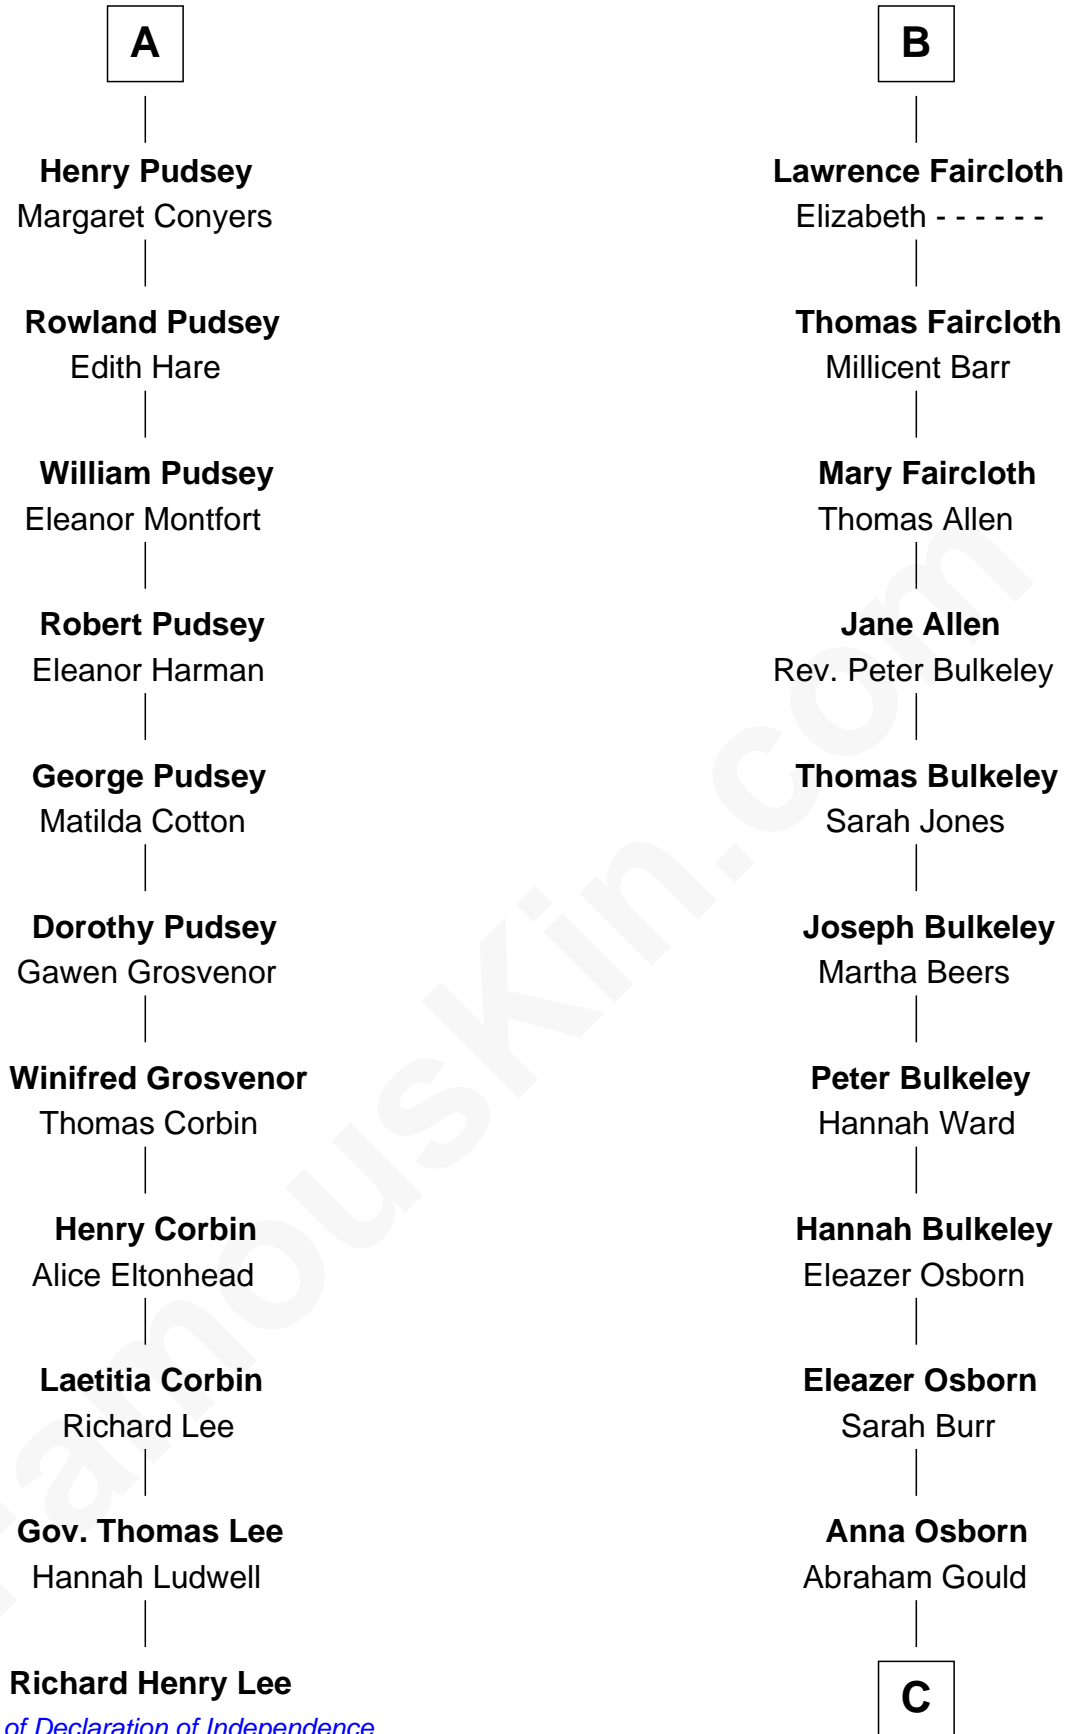 A
Henry Pudsey
Margaret Conyers
Rowland Pudsey
Edith Hare
William Pudsey
Eleanor Montfort
Robert Pudsey
Eleanor Harman
George Pudsey
Matilda Cotton
Dorothy Pudsey
Gawen Grosvenor
Winifred Grosvenor
Thomas Corbin
Henry Corbin
Alice Eltonhead
Laetitia Corbin
Richard Lee
Gov. Thomas Lee
Hannah Ludwell
Richard Henry Lee
of Declaration of Independence
B
Lawrence Faircloth
Elizabeth - - - - - -
Thomas Faircloth
Millicent Barr
Mary Faircloth
Thomas Allen
Jane Allen
Rev. Peter Bulkeley
Thomas Bulkeley
Sarah Jones
Joseph Bulkeley
Martha Beers
Peter Bulkeley
Hannah Ward
Hannah Bulkeley
Eleazer Osborn
Eleazer Osborn
Sarah Burr
Anna Osborn
Abraham Gould
C
FamousKin.com